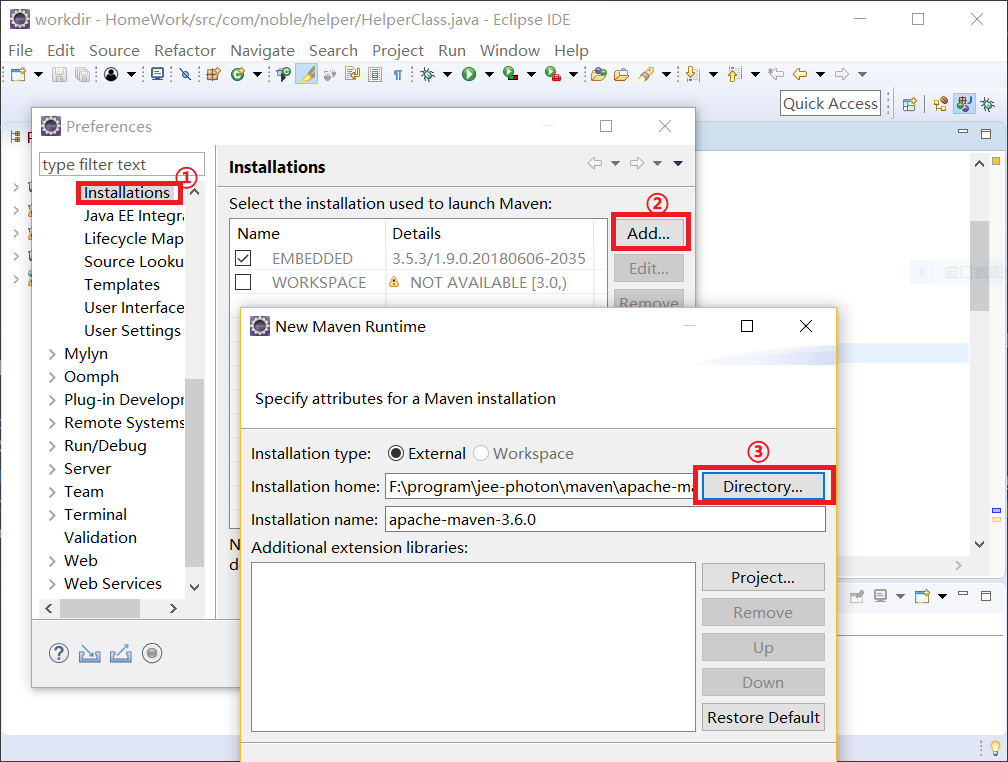 workdir - HomeWork/src/com/noble/helper/HelperClass.java - Eclipse IDE
File Edit Source Refactor Navigate Search Project Run Window Help
Quick Access
Preferences
type filter text
①
Installations
Java EE Integra
Lifecycle Map
Source Looku
Templates
User Interface
User Settings
Mylyn
Oomph
Plug-in Developr
Remote Systems
Run/Debug
Server
Team
Terminal
Validation
Web
Web Services
Installations
Select the installation used to launch Maven:
②
Name Details
Add...
EMBEDDED 3.5.3/1.9.0.20180606-2035
Edit...
WORKSPACE NOT AVAILABLE [3.0,)
Remove
窗口截图
New Maven Runtime
Specify attributes for a Maven installation
Installation type: External Workspace
③
Installation home: F:\program\jee-photon\maven\apache-ma Directory...
Installation name: apache-maven-3.6.0
Additional extension libraries:
Project...
Remove
Up
Down
Restore Default